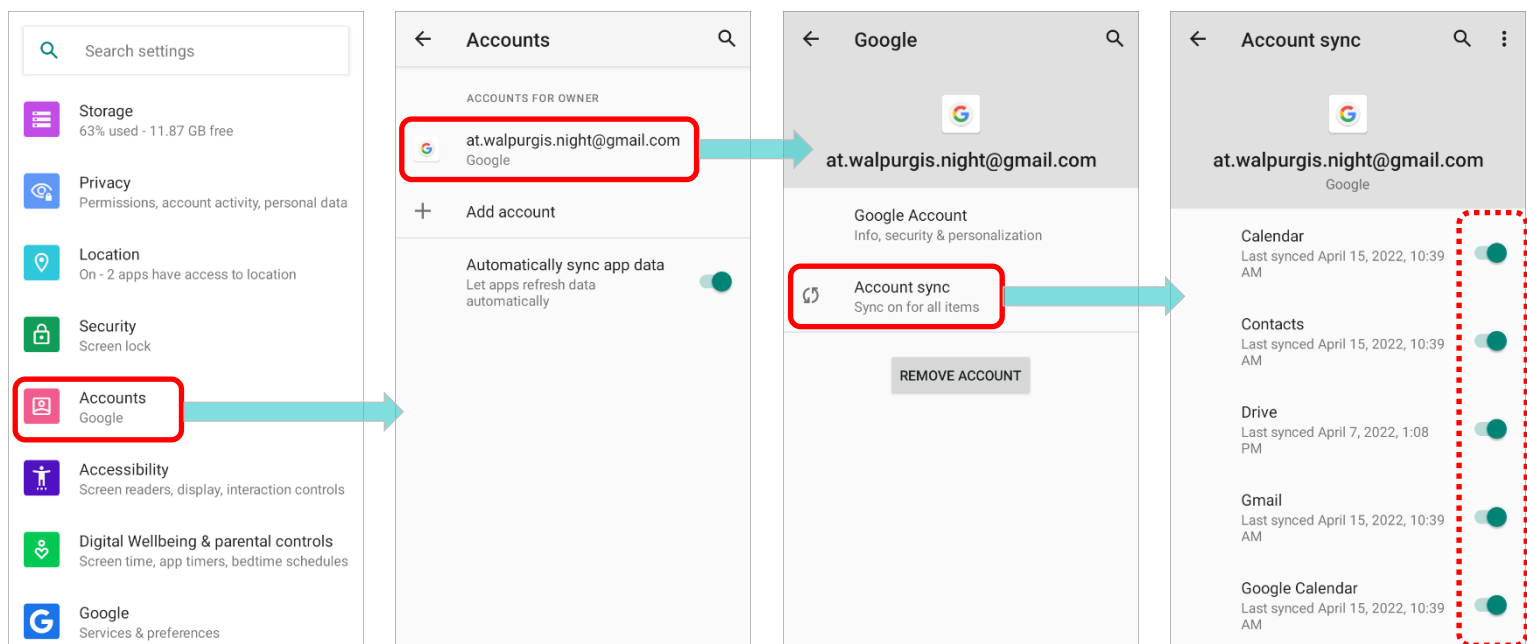 Search settings
Storage
63% used - 11.87 GB free
Privacy
Permissions, account activity, personal data
Location
On - 2 apps have access to location
Security
Screen lock
Accounts
Google
Accessibility
Screen readers, display, interaction controls
Digital Wellbeing & parental controls
Screen time, app timers, bedtime schedules
G
Google
Services & preferences
Accounts
ACCOUNTS FOR OWNER
G
at.walpurgis.night@gmail.com
Google
Add account
Automatically sync app data
Let apps refresh data
automatically
Google
G
at.walpurgis.night@gmail.com
Google Account
Info, security & personalization
Account sync
Sync on for all items
REMOVE ACCOUNT
Account sync
G
at.walpurgis.night@gmail.com
Google
Calendar
Last synced April 15, 2022, 10:39
AM
Contacts
Last synced April 15, 2022, 10:39
AM
Drive
Last synced April 7, 2022, 1:08
PM
Gmail
Last synced April 15, 2022, 10:39
AM
Google Calendar
Last synced April 15, 2022, 10:39
AM